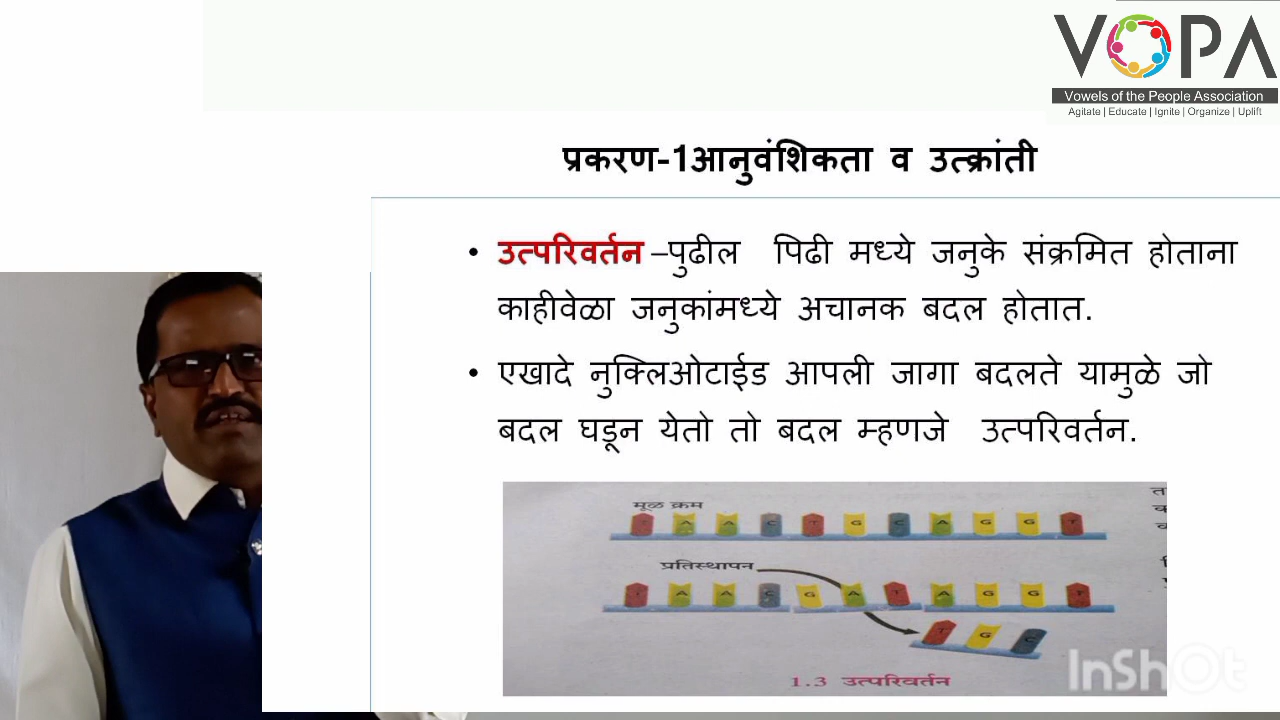 VOPA
Vowels of the People Association
Agitate | Educate | Ignite | Organize | Uplift
प्रकरण-1आनुवंशिकता व उत्क्रांती
• उत्परिवर्तन –पुढील पिढी मध्ये जनुके संक्रमित होताना
काहीवेळा जनुकांमध्ये अचानक बदल होतात.
• एखादे नुक्लिओटाईड आपली जागा बदलते यामुळे जो
बदल घडून येतो तो बदल म्हणजे उत्परिवर्तन.
मूळ क्रम
T A A C T G C A G G T
प्रतिस्थापन
T A A C G A T A G G T
T G C
1.3 उत्परिवर्तन
InShOt